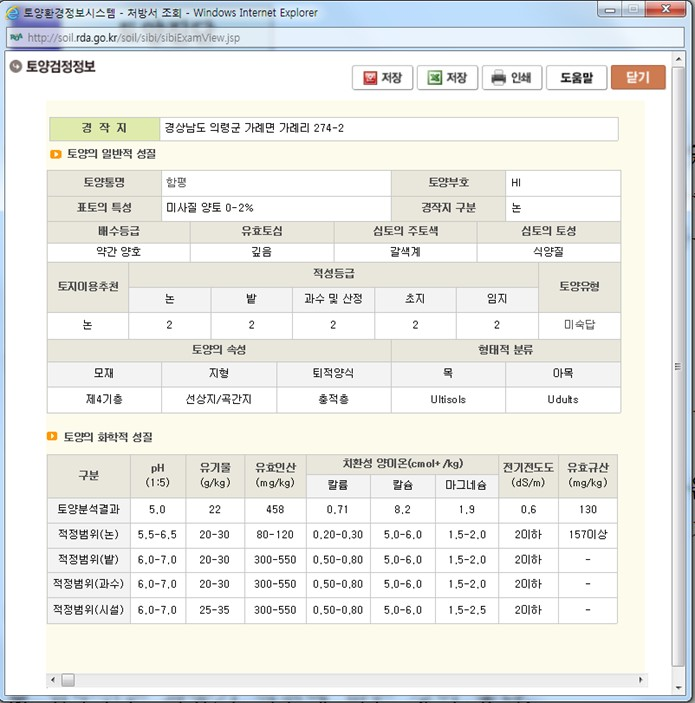 토양환경정보시스템 - 처방서 조회 - Windows Internet Explorer
http://soil.rda.go.kr/soil/sibi/sibiExamView.jsp
토양검정정보
저장 저장 인쇄 도움말 닫기
경 작 지 경상남도 의령군 가례면 가례리 274-2
토양의 일반적 성질
토양통명 함평 토양부호 HI
표토의 특성 미사질 양토 0-2% 경작지 구분 논
배수등급 유효토심 심토의 주토색 심토의 토성
약간 양호 깊음 갈색계 식양질
토지이용추천 적성등급 토양유형
논 밭 과수 및 산정 초지 임지
논 2 2 2 2 2 미숙답
토양의 속성 형태적 분류
모재 지형 퇴적양식 목 아목
제4기층 선상지/곡간지 충적층 Ultisols Udults
토양의 화학적 성질
구분 pH (1:5) 유기물 (g/kg) 유효인산 (mg/kg) 치환성 양미온(cmol+/kg) 전기전도도 (dS/m) 유효규산 (mg/kg)
칼륨 칼슘 마그네슘
토양분석결과 5.0 22 458 0.71 8.2 1.9 0.6 130
적정범위(논) 5.5-6.5 20-30 80-120 0.20-0.30 5.0-6.0 1.5-2.0 2이하 157이상
적정범위(밭) 6.0-7.0 20-30 300-550 0.50-0.80 5.0-6.0 1.5-2.0 2이하 -
적정범위(과수) 6.0-7.0 20-30 300-550 0.50-0.80 5.0-6.0 1.5-2.0 2이하 -
적정범위(시설) 6.0-7.0 25-35 300-550 0.50-0.80 5.0-6.0 1.5-2.5 2이하 -